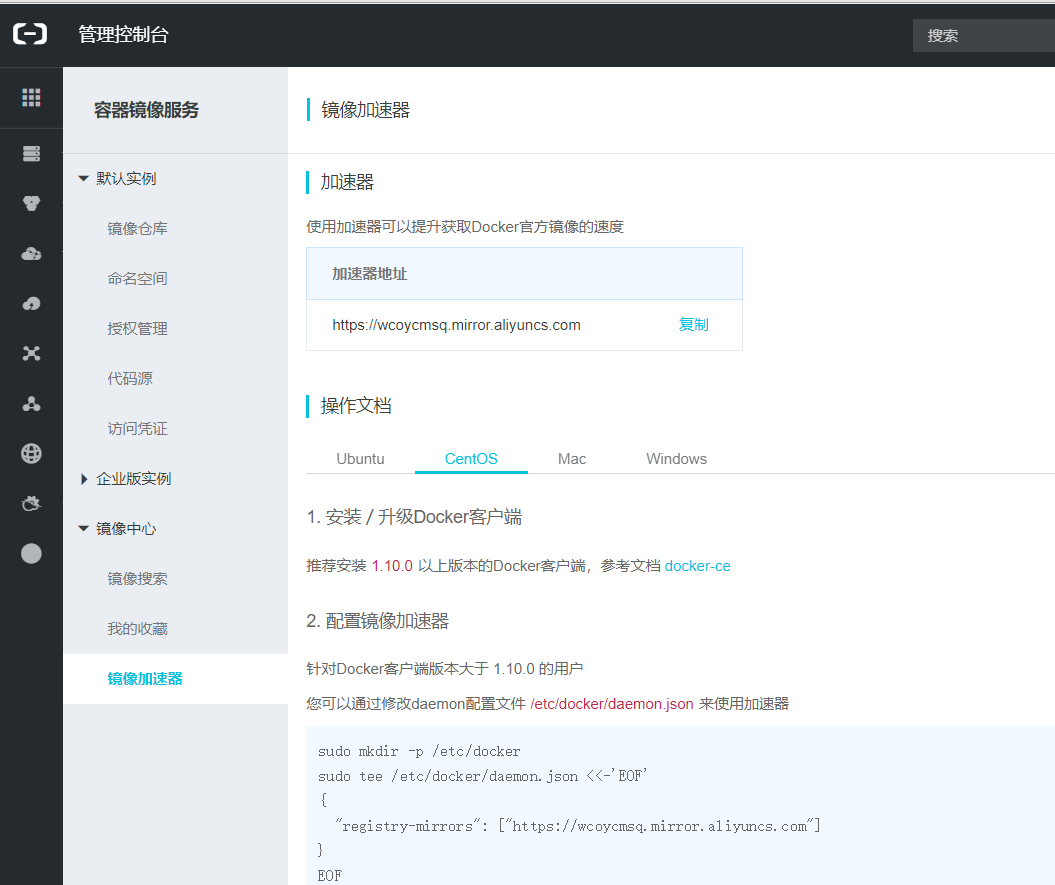 管理控制台
搜索
容器镜像服务
默认实例
镜像仓库
命名空间
授权管理
代码源
访问凭证
企业版实例
镜像中心
镜像搜索
我的收藏
镜像加速器
镜像加速器
加速器
使用加速器可以提升获取Docker官方镜像的速度
加速器地址
https://wcoycmsq.mirror.aliyuncs.com 复制
操作文档
Ubuntu CentOS Mac Windows
1. 安装 / 升级Docker客户端
推荐安装 1.10.0 以上版本的Docker客户端，参考文档 docker-ce
2. 配置镜像加速器
针对Docker客户端版本大于 1.10.0 的用户
您可以通过修改daemon配置文件 /etc/docker/daemon.json 来使用加速器
sudo mkdir -p /etc/docker
sudo tee /etc/docker/daemon.json <<-'EOF'
{
  "registry-mirrors": ["https://wcoycmsq.mirror.aliyuncs.com"]
}
EOF